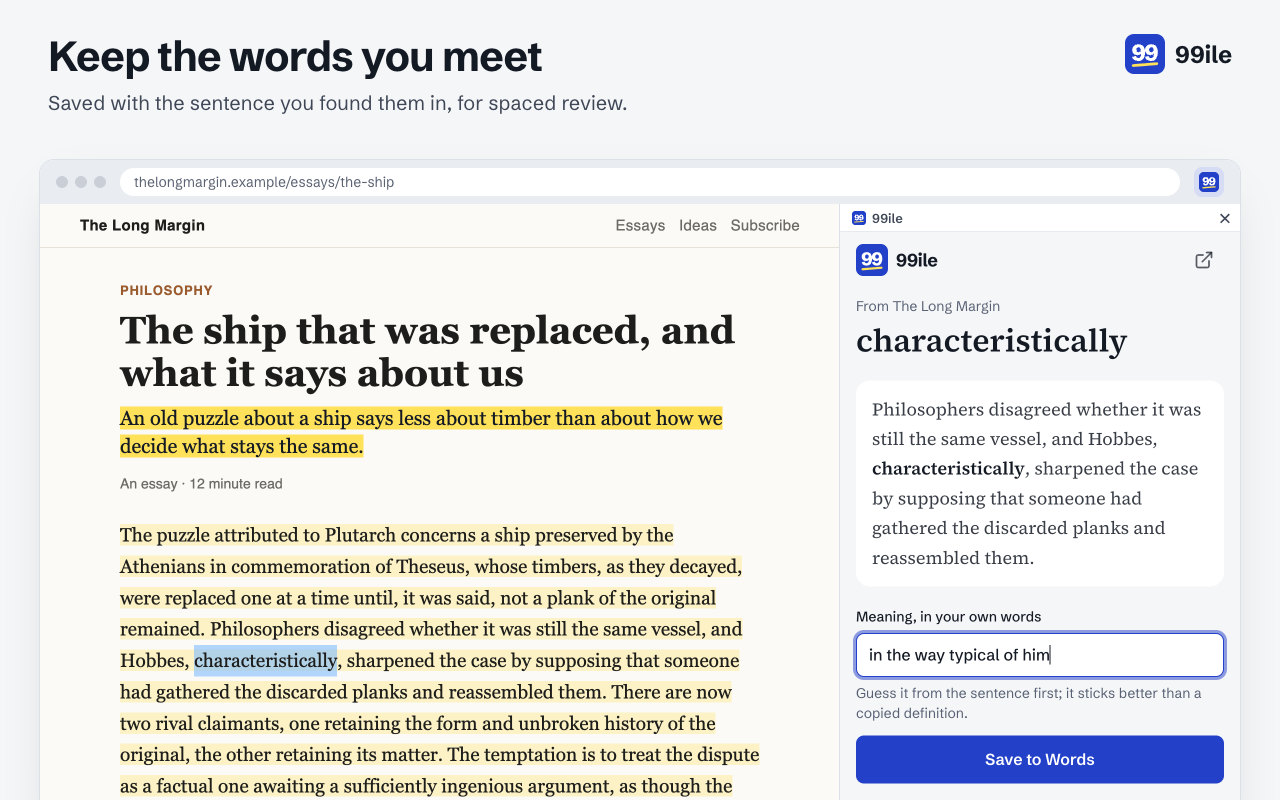 Keep the words you meet
Saved with the sentence you found them in, for spaced review.
99 99ile
thelongmargin.example/essays/the-ship
99
The Long Margin
Essays Ideas Subscribe
PHILOSOPHY
The ship that was replaced, and
what it says about us
An old puzzle about a ship says less about timber than about how we
decide what stays the same.
An essay · 12 minute read
The puzzle attributed to Plutarch concerns a ship preserved by the
Athenians in commemoration of Theseus, whose timbers, as they decayed,
were replaced one at a time until, it was said, not a plank of the original
remained. Philosophers disagreed whether it was still the same vessel, and
Hobbes, characteristically, sharpened the case by supposing that someone
had gathered the discarded planks and reassembled them. There are now
two rival claimants, one retaining the form and unbroken history of the
original, the other retaining its matter. The temptation is to treat the dispute
as a factual one awaiting a sufficiently ingenious argument, as though the
99 99ile
99 99ile
From The Long Margin
characteristically
Philosophers disagreed whether it was
still the same vessel, and Hobbes,
characteristically, sharpened the case
by supposing that someone had
gathered the discarded planks and
reassembled them.
Meaning, in your own words
in the way typical of him
Guess it from the sentence first; it sticks better than a
copied definition.
Save to Words